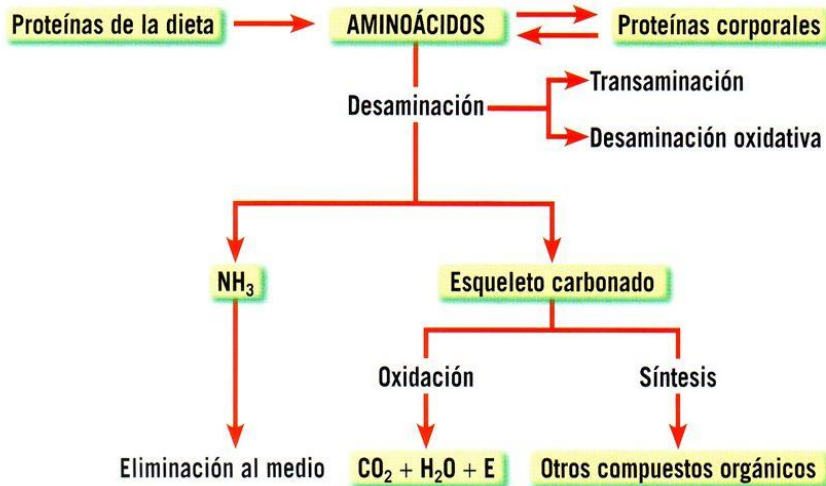 Proteínas de la dieta
AMINOÁCIDOS
Proteínas corporales
Desaminación
Transaminación
Desaminación oxidativa
NH₃
Esqueleto carbonado
Oxidación
Síntesis
Eliminación al medio
CO₂ + H₂O + E
Otros compuestos orgánicos